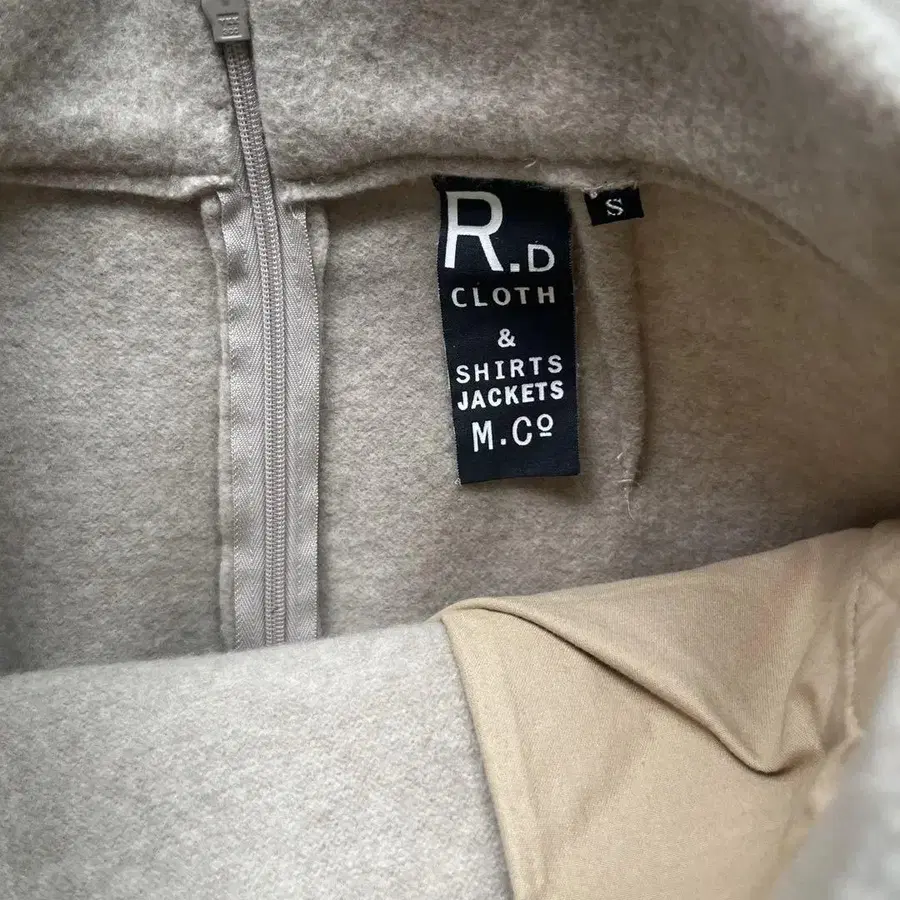 R.D
CLOTH
&
SHIRTS
JACKETS
M.Cº
S